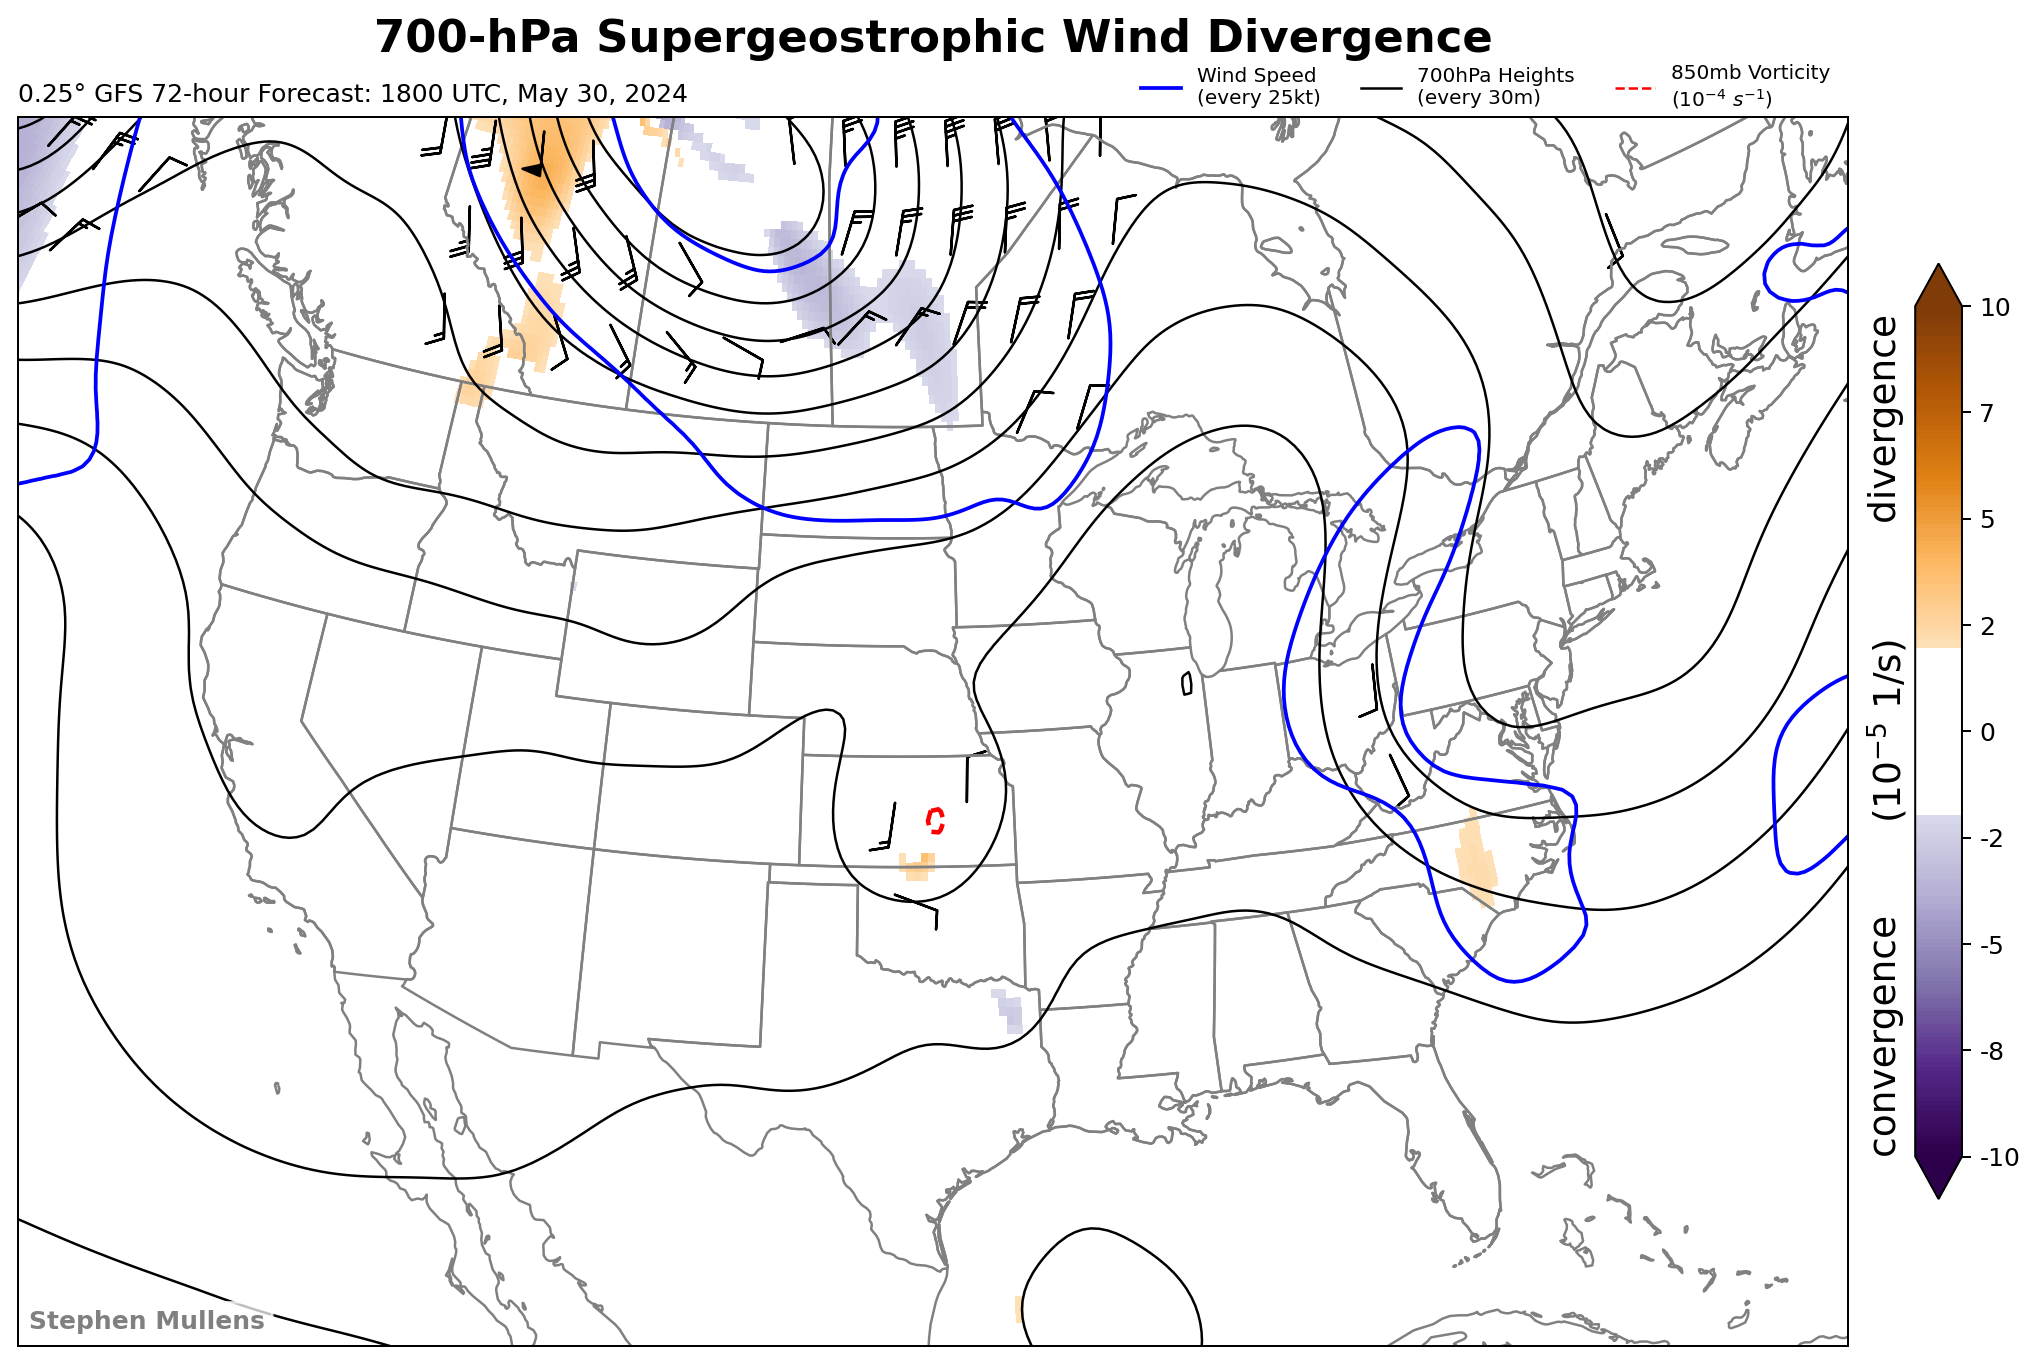 700-hPa Supergeostrophic Wind Divergence
0.25° GFS 72-hour Forecast: 1800 UTC, May 30, 2024
Wind Speed
(every 25kt)
700hPa Heights
(every 30m)
850mb Vorticity
(10⁻⁴ s⁻¹)
10
7
5
2
0
-2
-5
-8
-10
convergence (10⁻⁵ 1/s) divergence
Stephen Mullens